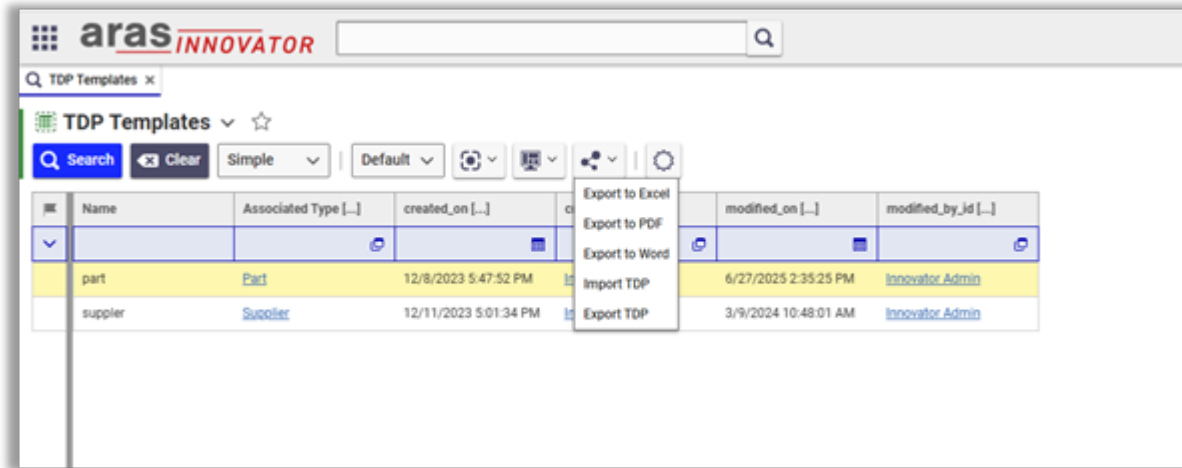 aras INNOVATOR
TDP Templates ×
TDP Templates
Search Clear Simple Default
Export to Excel
Export to PDF
Export to Word
Import TDP
Export TDP
Name Associated Type [...] created_on [...] modified_on [...] modified_by_id [...]
part Part 12/8/2023 5:47:52 PM 6/27/2025 2:35:25 PM Innovator Admin
suppler Supplier 12/11/2023 5:01:34 PM 3/9/2024 10:48:01 AM Innovator Admin